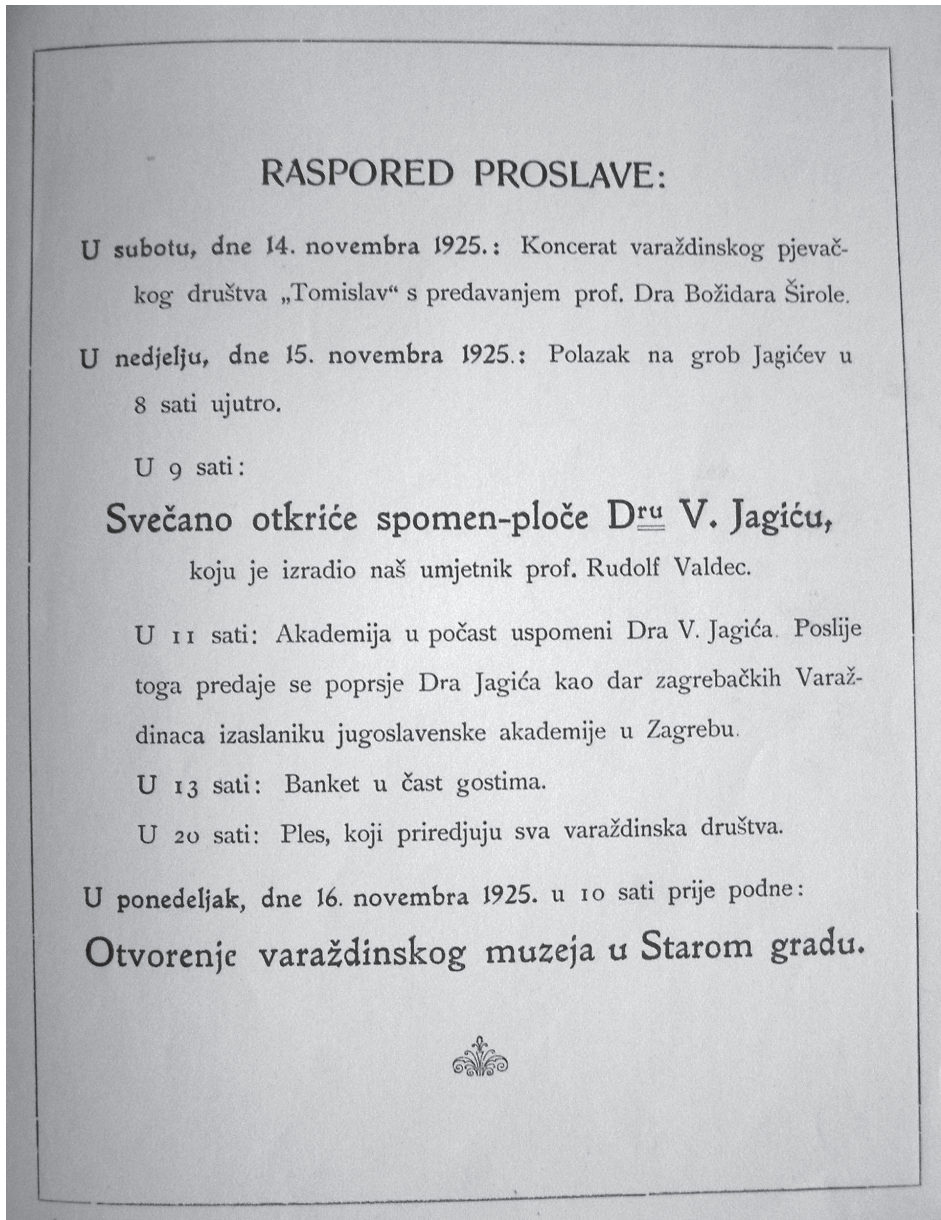 RASPORED PROSLAVE:
U subotu, dne 14. novembra 1925.: Koncerat varaždinskog pjevač-
kog društva „Tomislav“ s predavanjem prof. Dra Božidara Širole.
U nedjelju, dne 15. novembra 1925.: Polazak na grob Jagićev u
8 sati ujutro.
U 9 sati:
Svečano otkriće spomen-ploče Dru V. Jagiću,
koju je izradio naš umjetnik prof. Rudolf Valdec.
U 11 sati: Akademija u počast uspomeni Dra V. Jagića. Poslije
toga predaje se poprsje Dra Jagića kao dar zagrebačkih Varaž-
dinaca izaslaniku jugoslavenske akademije u Zagrebu.
U 13 sati: Banket u čast gostima.
U 20 sati: Ples, koji priredjuju sva varaždinska društva.
U ponedeljak, dne 16. novembra 1925. u 10 sati prije podne:
Otvorenje varaždinskog muzeja u Starom gradu.